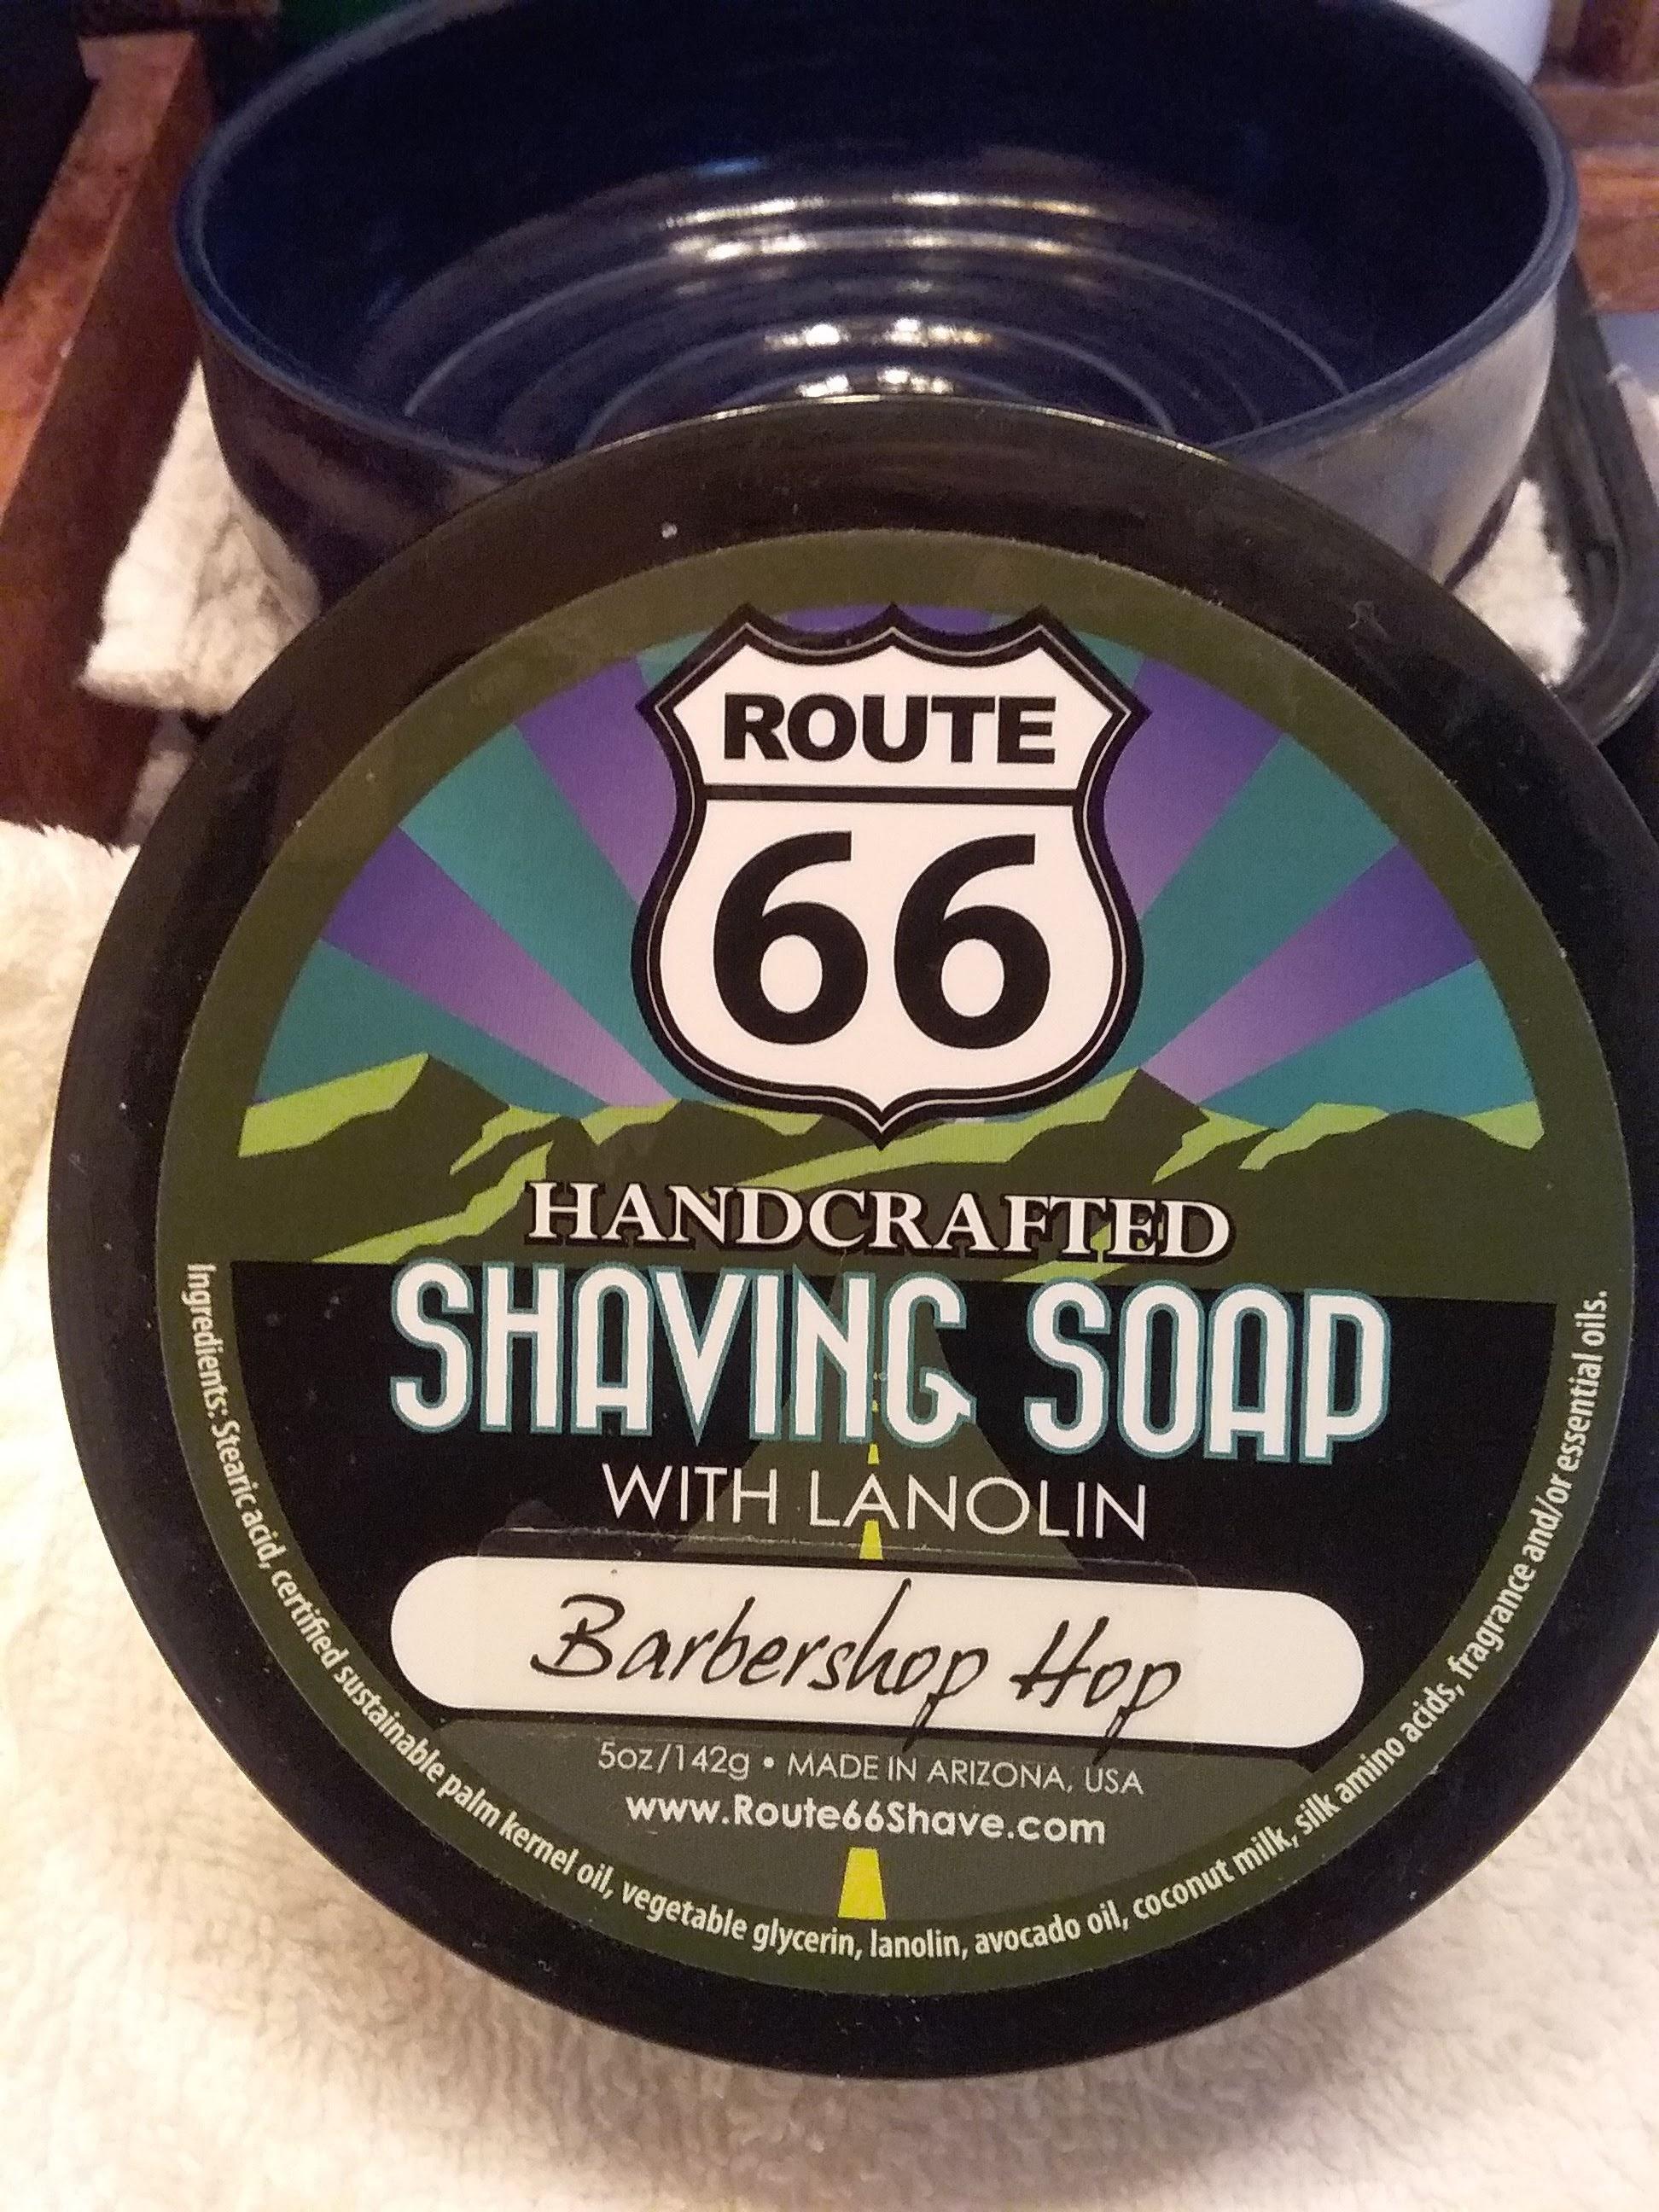 ROUTE
66
HANDCRAFTED
SHAVING SOAP
WITH LANOLIN
Barbershop Hop
5oz/142g • MADE IN ARIZONA, USA
www.Route66Shave.com
Ingredients: Stearic acid, certified sustainable palm kernel oil, vegetable glycerin, lanolin, avocado oil, coconut milk, silk amino acids, fragrance and/or essential oils.